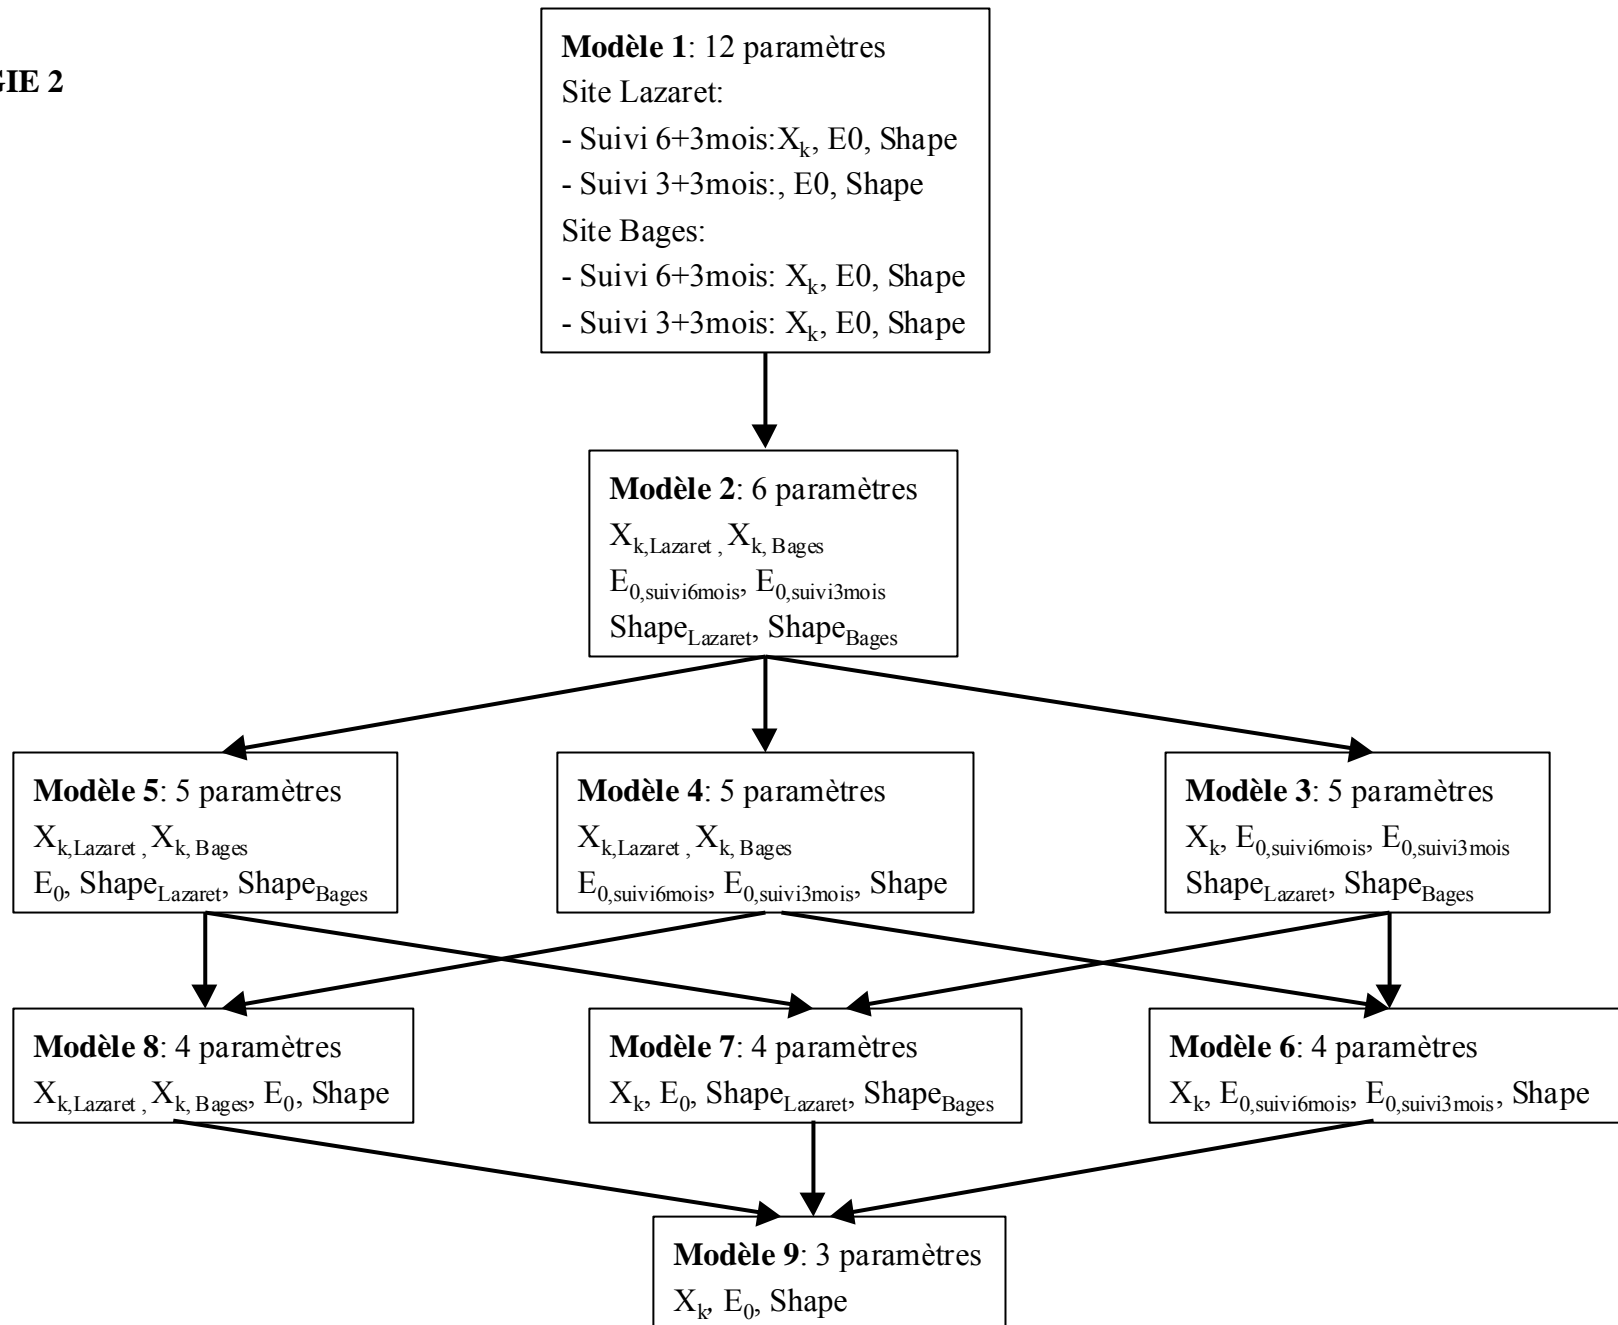 GIE 2
Modèle 1: 12 paramètres
Site Lazaret:
- Suivi 6+3mois:Xk, E0, Shape
- Suivi 3+3mois:, E0, Shape
Site Bages:
- Suivi 6+3mois: Xk, E0, Shape
- Suivi 3+3mois: Xk, E0, Shape
Modèle 2: 6 paramètres
Xk,Lazaret , Xk, Bages
E0,suivi6mois, E0,suivi3mois
ShapeLazaret, ShapeBages
Modèle 5: 5 paramètres
Xk,Lazaret , Xk, Bages
E0, ShapeLazaret, ShapeBages
Modèle 4: 5 paramètres
Xk,Lazaret , Xk, Bages
E0,suivi6mois, E0,suivi3mois, Shape
Modèle 3: 5 paramètres
Xk, E0,suivi6mois, E0,suivi3mois
ShapeLazaret, ShapeBages
Modèle 8: 4 paramètres
Xk,Lazaret , Xk, Bages, E0, Shape
Modèle 7: 4 paramètres
Xk, E0, ShapeLazaret, ShapeBages
Modèle 6: 4 paramètres
Xk, E0,suivi6mois, E0,suivi3mois, Shape
Modèle 9: 3 paramètres
Xk, E0, Shape